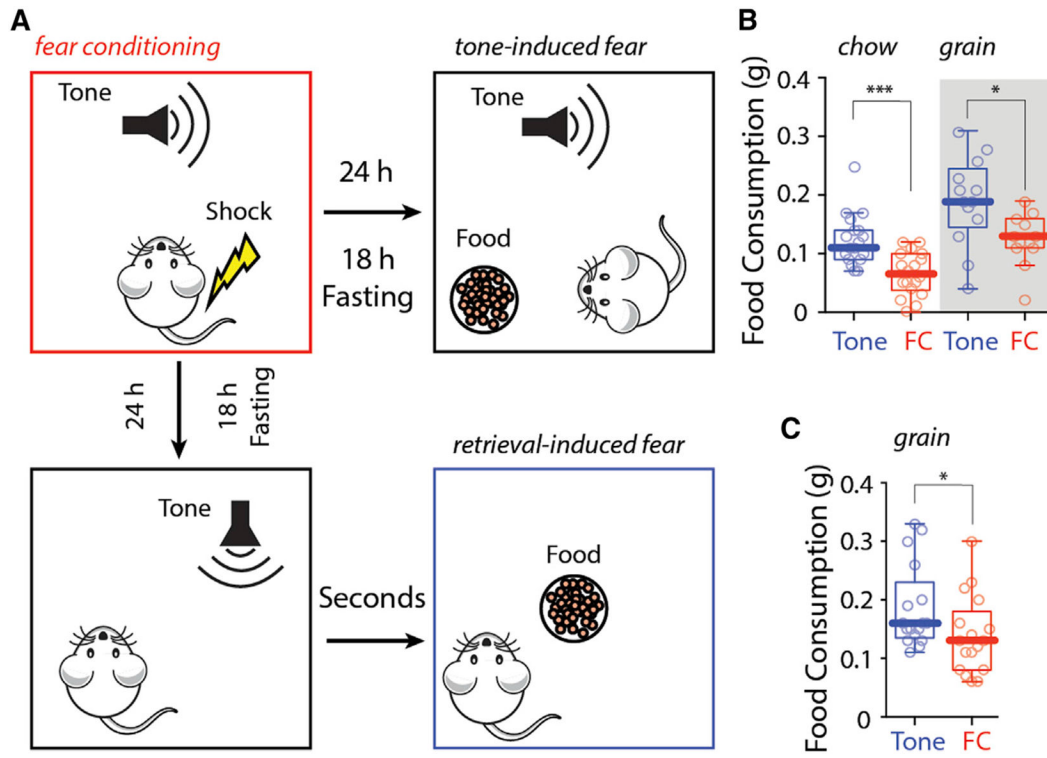 A
fear conditioning
Tone
Shock
24 h
18 h
Fasting
tone-induced fear
Tone
Food
24 h
18 h
Fasting
Tone
Seconds
retrieval-induced fear
Food
B
chow grain
Food Consumption (g)
0.4
0.3
0.2
0.1
0
***
*
Tone FC Tone FC
C
grain
Food Consumption (g)
0.4
0.3
0.2
0.1
0
*
Tone FC